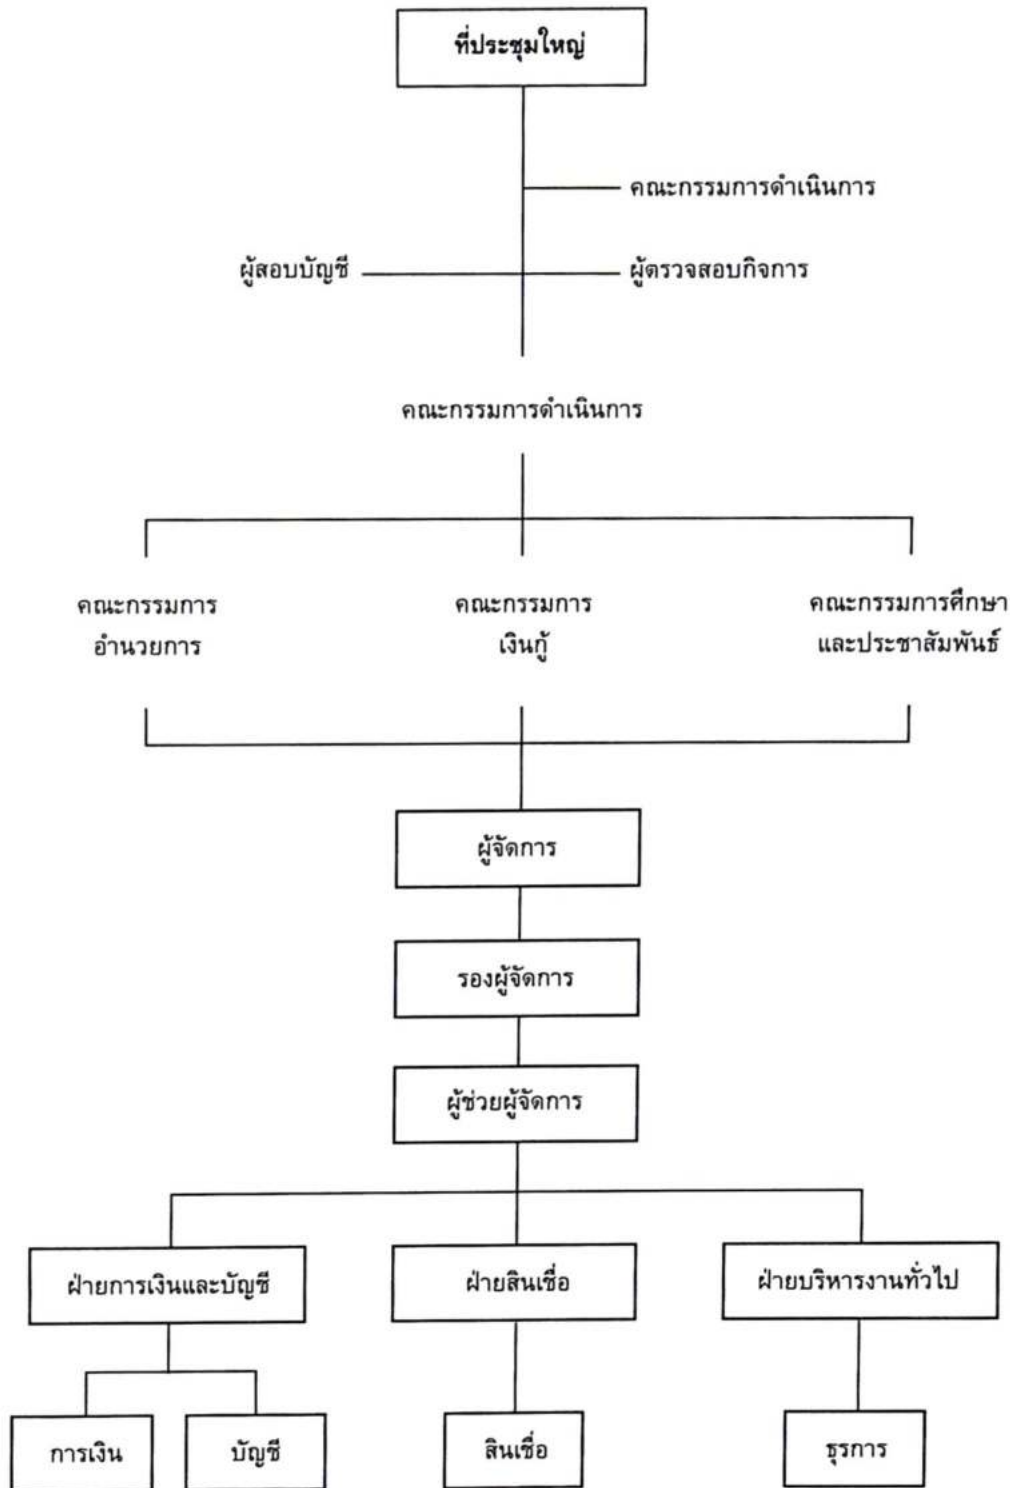 ที่ประชุมใหญ่
คณะกรรมการดำเนินการ
ผู้สอบบัญชี
ผู้ตรวจสอบกิจการ
คณะกรรมการดำเนินการ
คณะกรรมการ
อำนวยการ
คณะกรรมการ
เงินกู้
คณะกรรมการศึกษา
และประชาสัมพันธ์
ผู้จัดการ
รองผู้จัดการ
ผู้ช่วยผู้จัดการ
ฝ่ายการเงินและบัญชี
ฝ่ายสินเชื่อ
ฝ่ายบริหารงานทั่วไป
การเงิน
บัญชี
สินเชื่อ
ธุรการ